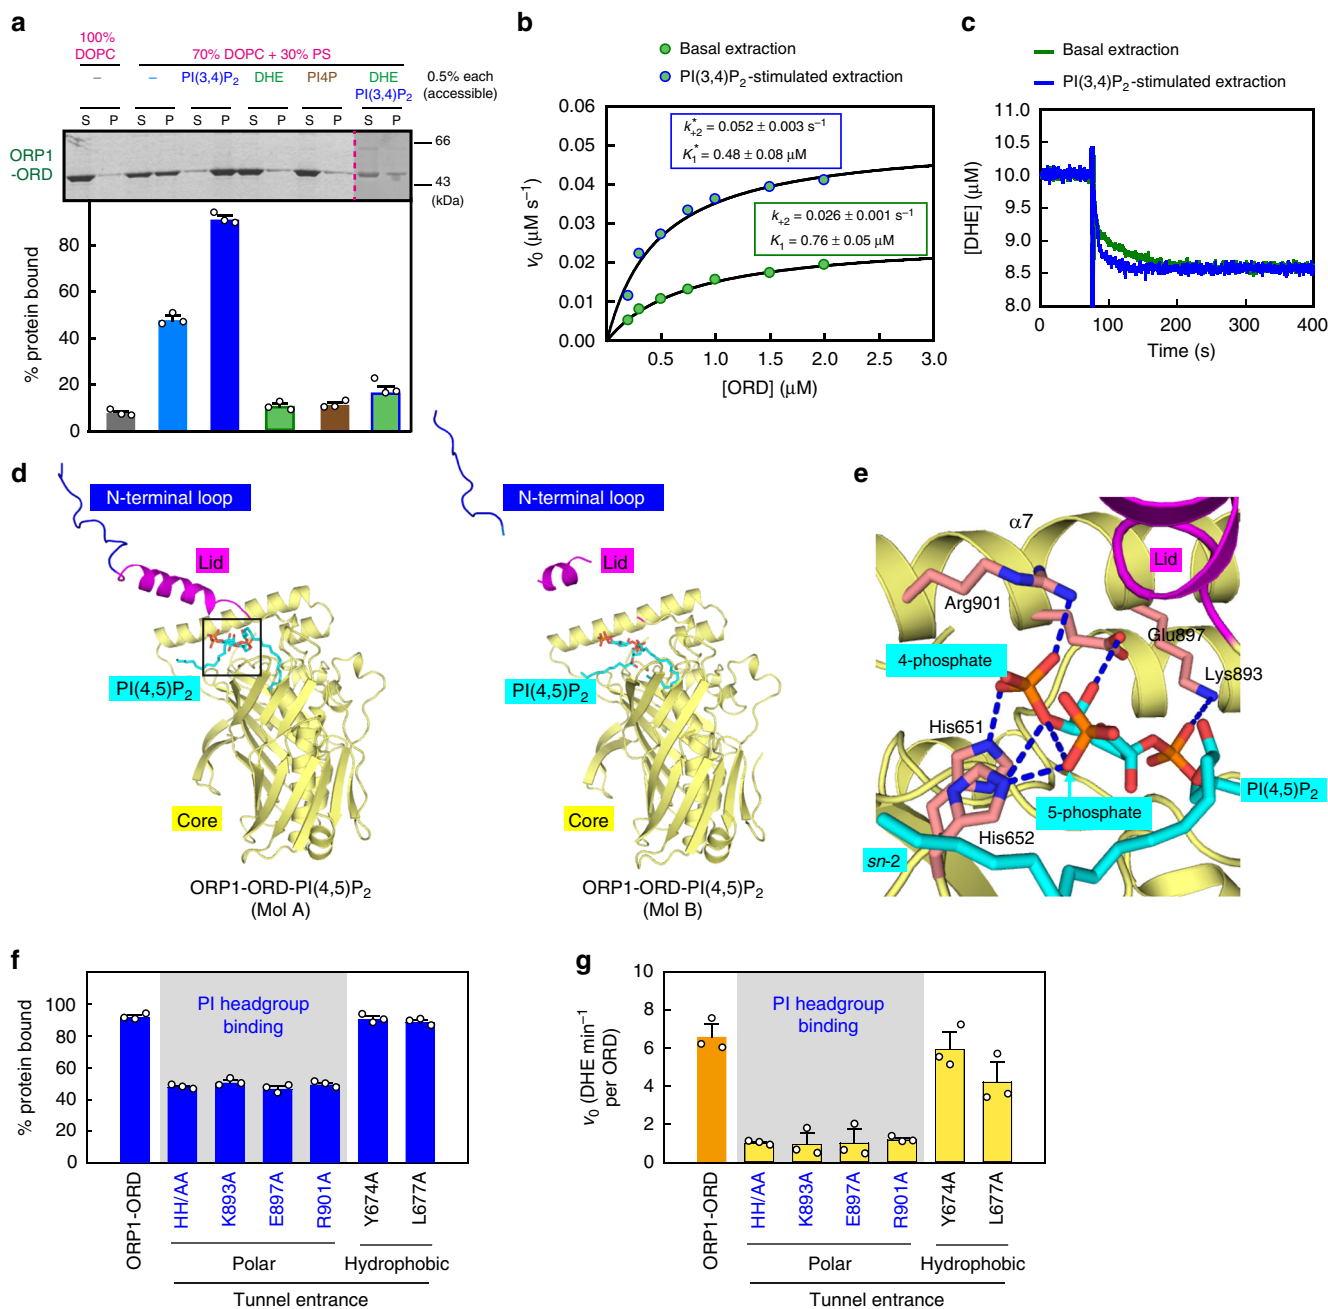 a
100%
DOPC
70% DOPC + 30% PS
– – PI(3,4)P2 DHE PI4P DHE
PI(3,4)P2
0.5% each
(accessible)
S P S P S P S P S P S P
ORP1
-ORD
66
43
(kDa)
% protein bound
80
60
40
20
0
b
Basal extraction
PI(3,4)P2-stimulated extraction
v0 (μM s−1)
0.06
0.05
0.04
0.03
0.02
0.01
0.00
k*+2 = 0.052 ± 0.003 s−1
K*1 = 0.48 ± 0.08 μM
k+2 = 0.026 ± 0.001 s−1
K1 = 0.76 ± 0.05 μM
0.5 1.0 1.5 2.0 2.5 3.0
[ORD] (μM)
c
Basal extraction
PI(3,4)P2-stimulated extraction
[DHE] (μM)
11.0
10.5
10.0
9.5
9.0
8.5
8.0
0 100 200 300 400
Time (s)
d
N-terminal loop
Lid
PI(4,5)P2
Core
ORP1-ORD-PI(4,5)P2
(Mol A)
N-terminal loop
Lid
PI(4,5)P2
Core
ORP1-ORD-PI(4,5)P2
(Mol B)
e
α7
Lid
Arg901
Glu897
4-phosphate
Lys893
His651
PI(4,5)P2
5-phosphate
His652
sn-2
f
% protein bound
100
80
60
40
20
0
PI headgroup
binding
ORP1-ORD
HH/AA
K893A
E897A
R901A
Y674A
L677A
Polar
Hydrophobic
Tunnel entrance
g
v0 (DHE min−1
per ORD)
10
8
6
4
2
0
PI headgroup
binding
ORP1-ORD
HH/AA
K893A
E897A
R901A
Y674A
L677A
Polar
Hydrophobic
Tunnel entrance